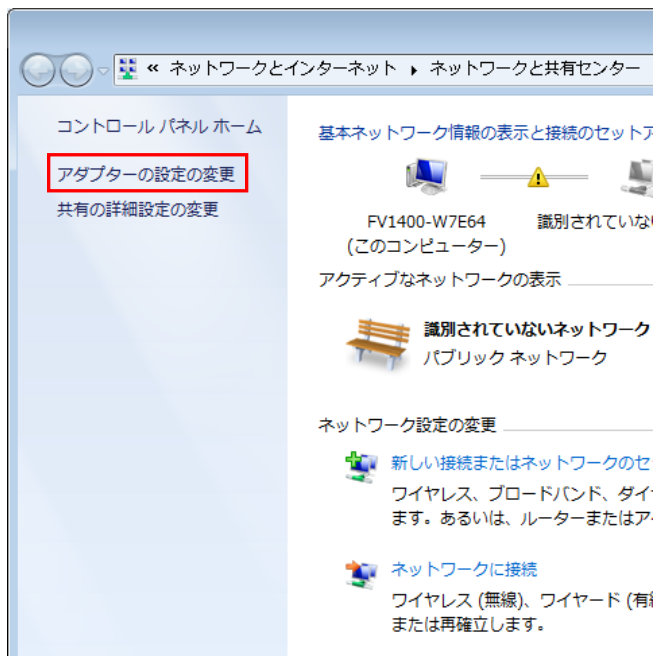 « ネットワークとインターネット ▸ ネットワークと共有センター
コントロール パネル ホーム
アダプターの設定の変更
共有の詳細設定の変更
基本ネットワーク情報の表示と接続のセットア
FV1400-W7E64
(このコンピューター)
識別されていな
アクティブなネットワークの表示
識別されていないネットワーク
パブリック ネットワーク
ネットワーク設定の変更
新しい接続またはネットワークのセ
ワイヤレス、ブロードバンド、ダイ
ます。あるいは、ルーターまたはア
ネットワークに接続
ワイヤレス (無線)、ワイヤード (有
または再確立します。